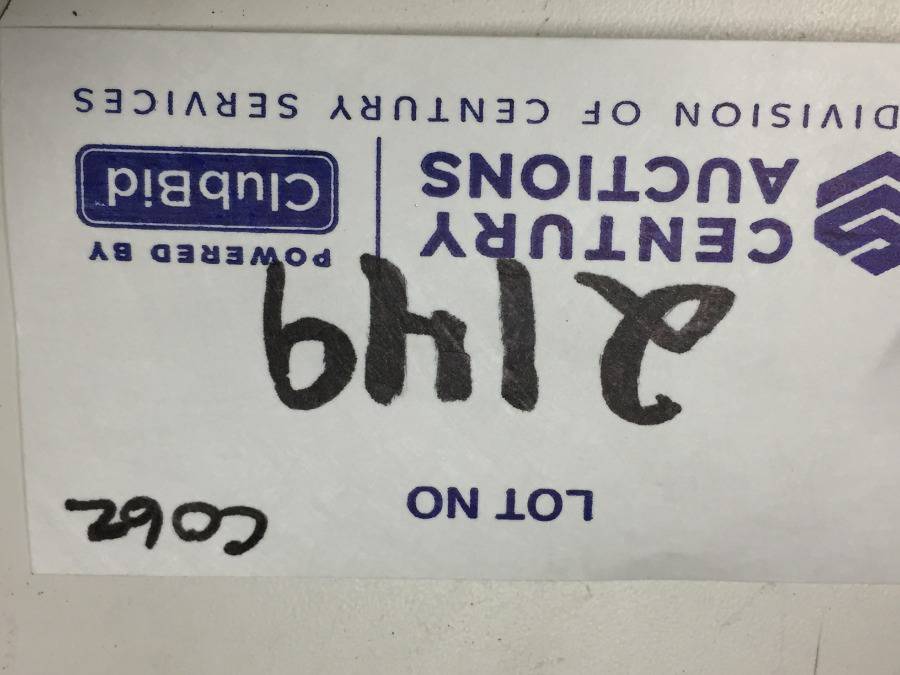 LOT NO
C062
2149
CENTURY
AUCTIONS
POWERED BY
ClubBid
DIVISION OF CENTURY SERVICES